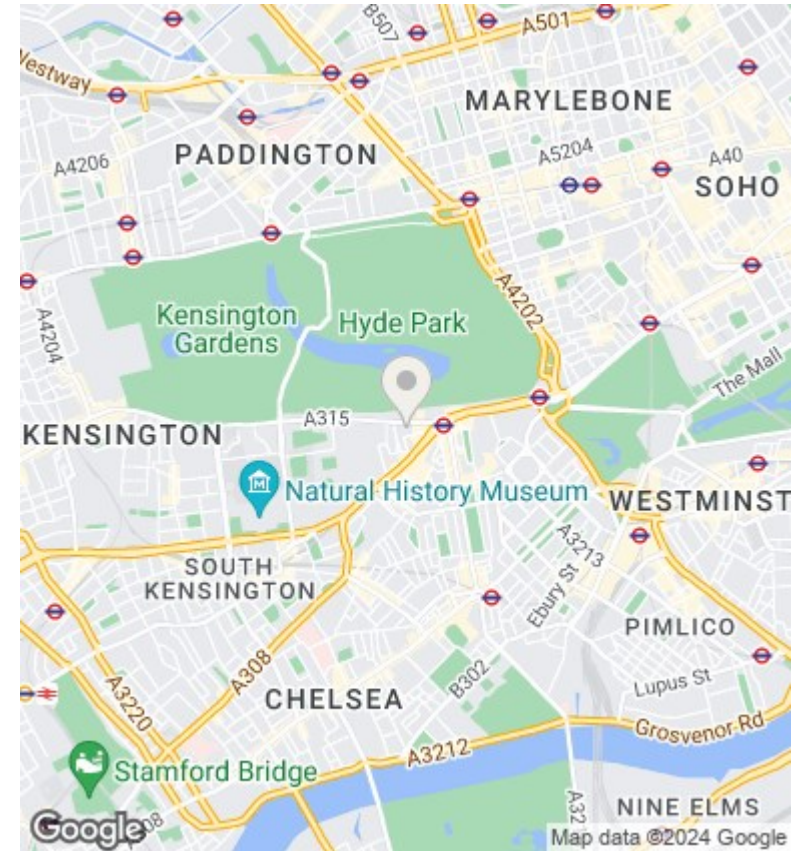 B507
A501
Westway
MARYLEBONE
PADDINGTON
A5204
A40
A4206
SOHO
A4202
Kensington
Gardens
Hyde Park
A4204
The Mall
A315
KENSINGTON
Natural History Museum
WESTMINST
A3213
SOUTH
KENSINGTON
Ebury St
PIMLICO
A308
B302
Lupus St
A3220
CHELSEA
Grosvenor Rd
A3212
Stamford Bridge
NINE ELMS
Google
Map data ©2024 Google